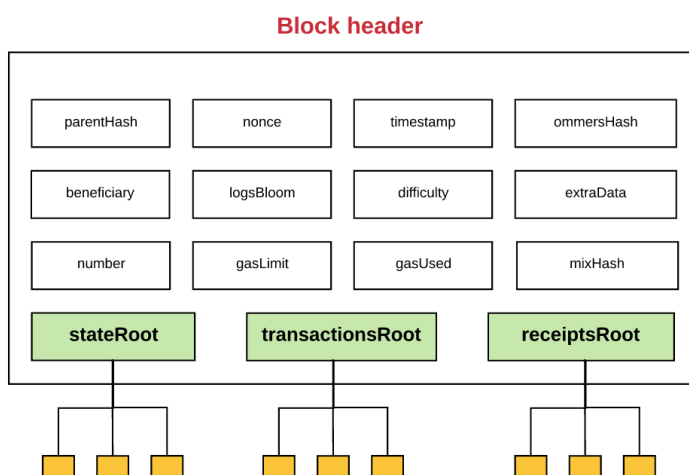 Block header
parentHash nonce timestamp ommersHash
beneficiary logsBloom difficulty extraData
number gasLimit gasUsed mixHash
stateRoot transactionsRoot receiptsRoot